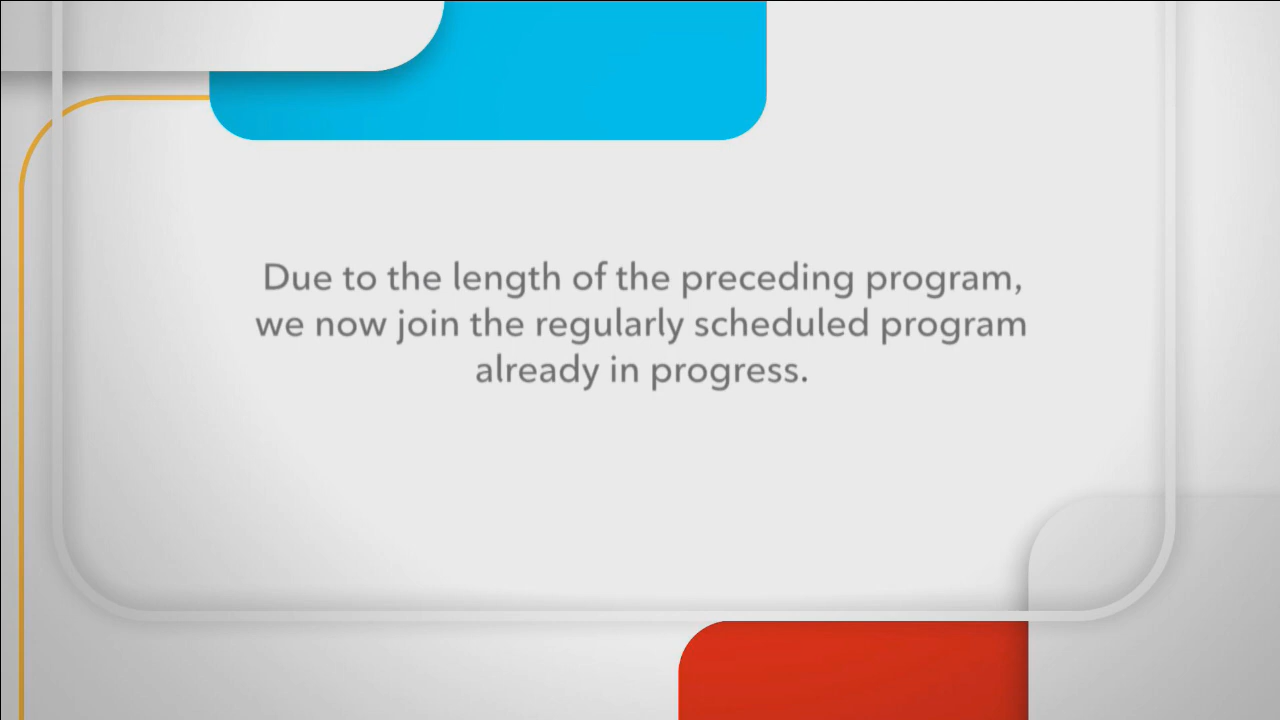 Due to the length of the preceding program,
we now join the regularly scheduled program
already in progress.